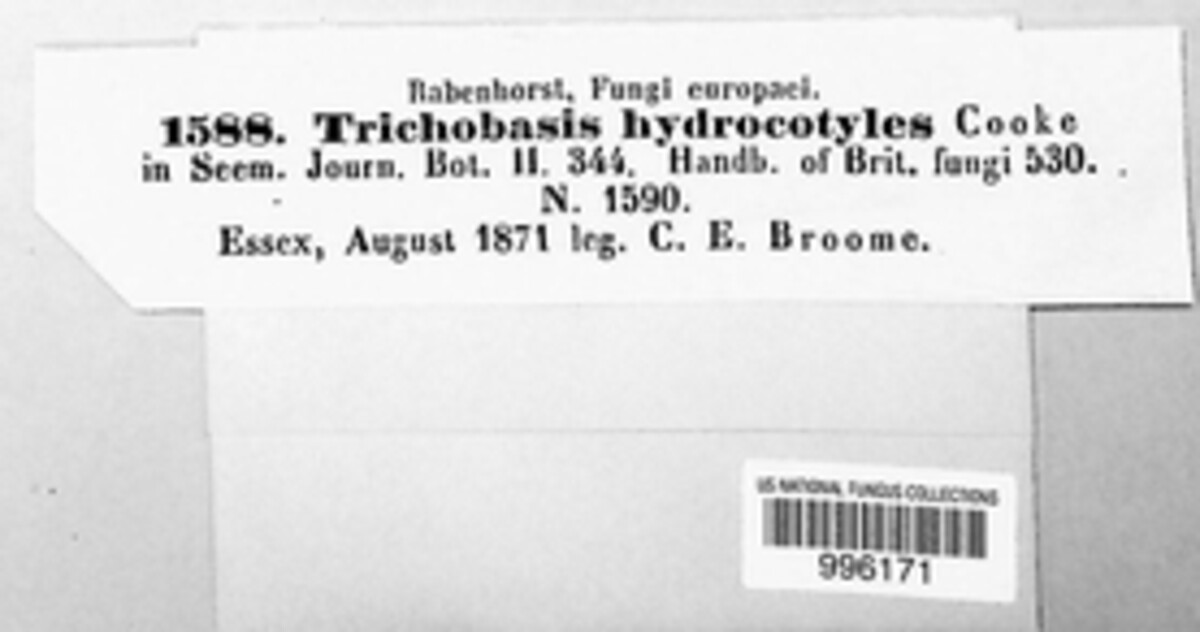 Rabenhorst, Fungi europaei.
1588. Trichobasis hydrocotyles Cooke
in Seem. Journ. Bot. II. 344. Handb. of Brit. fungi 530.
N. 1590.
Essex, August 1871 leg. C. E. Broome.
US NATIONAL FUNGUS COLLECTIONS
996171